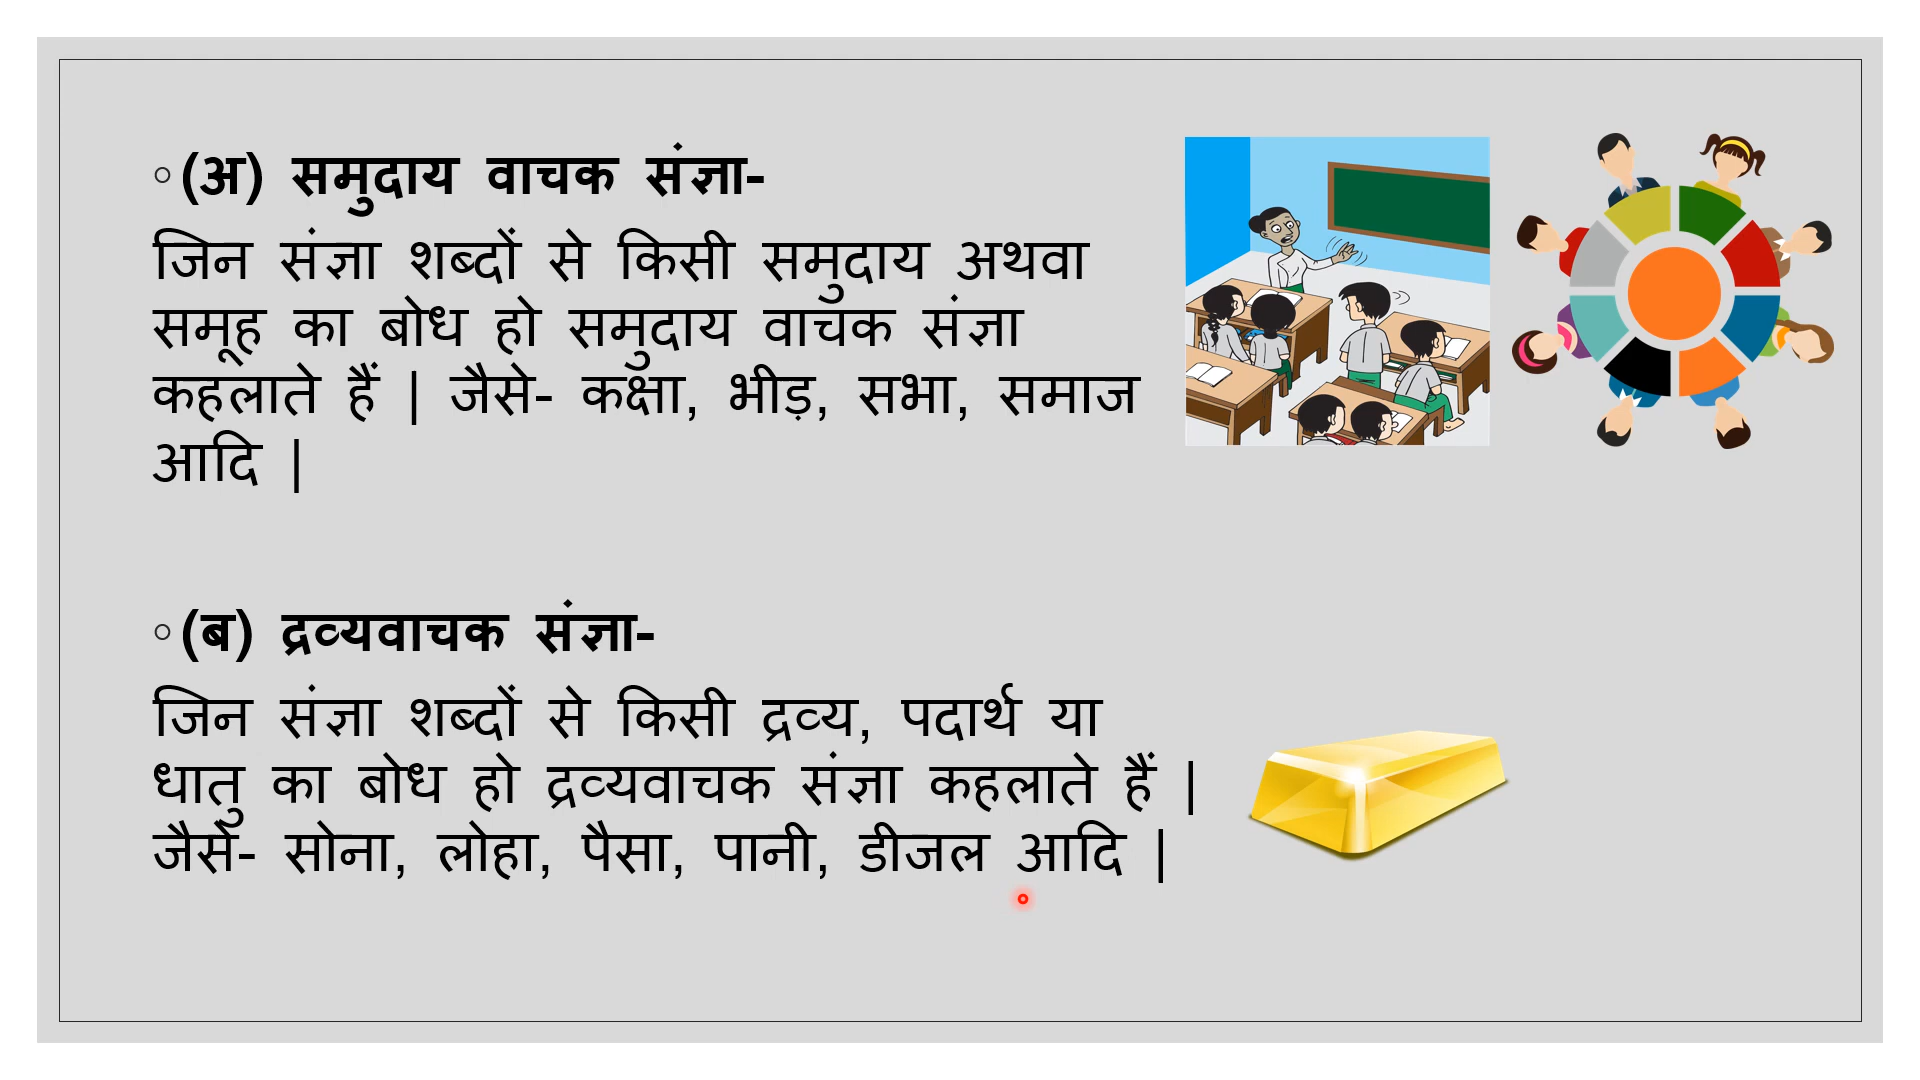 (अ) समुदाय वाचक संज्ञा-
जिन संज्ञा शब्दों से किसी समुदाय अथवा
समूह का बोध हो समुदाय वाचक संज्ञा
कहलाते हैं | जैसे- कक्षा, भीड़, सभा, समाज
आदि |
(ब) द्रव्यवाचक संज्ञा-
जिन संज्ञा शब्दों से किसी द्रव्य, पदार्थ या
धातु का बोध हो द्रव्यवाचक संज्ञा कहलाते हैं |
जैसे- सोना, लोहा, पैसा, पानी, डीजल आदि |